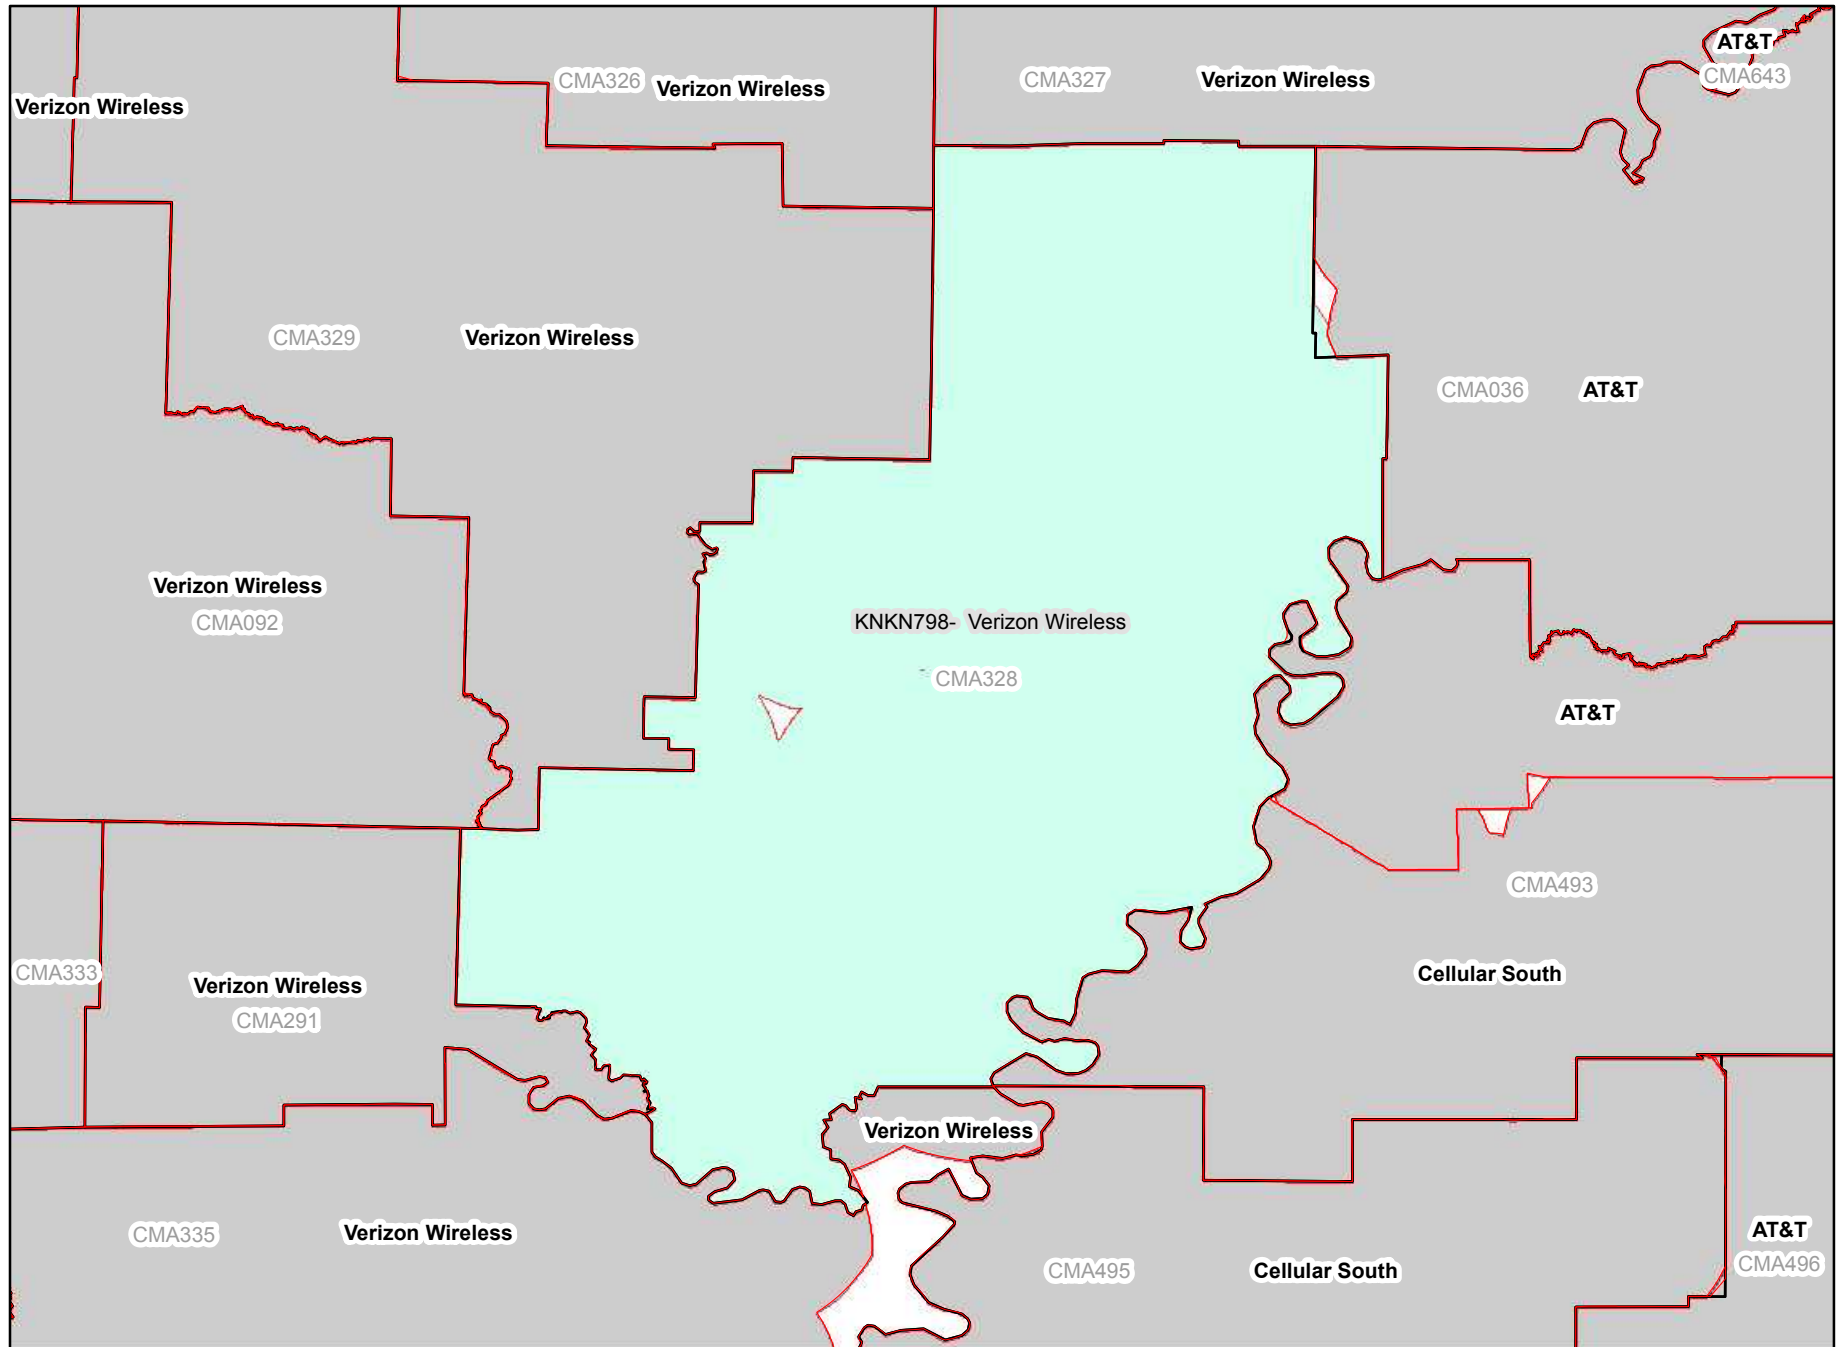 AT&T
CMA643
CMA326
Verizon Wireless
CMA327
Verizon Wireless
Verizon Wireless
CMA329
Verizon Wireless
CMA036
AT&T
Verizon Wireless
CMA092
KNKN798- Verizon Wireless
CMA328
AT&T
CMA493
CMA333
Verizon Wireless
CMA291
Cellular South
Verizon Wireless
CMA335
Verizon Wireless
CMA495
Cellular South
AT&T
CMA496